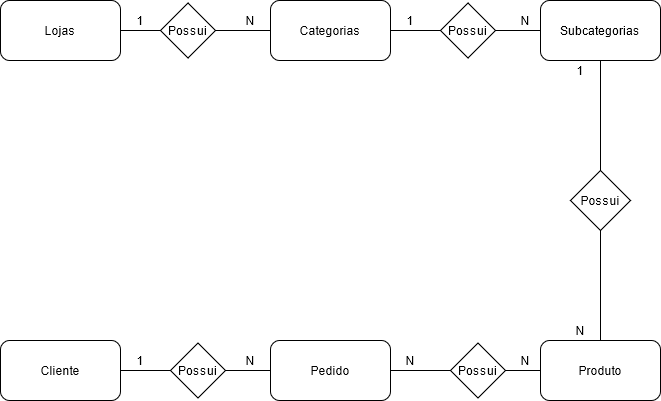 Lojas
1
Possui
N
Categorias
1
Possui
N
Subcategorias
1
Possui
N
Cliente
1
Possui
N
Pedido
N
Possui
N
Produto